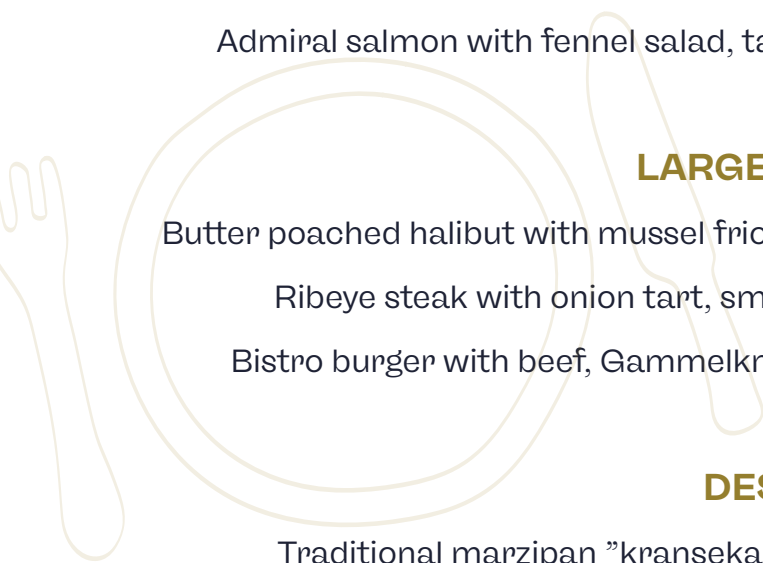 Admiral salmon with fennel salad, ta
LARGE
Butter poached halibut with mussel fric
Ribeye steak with onion tart, sm
Bistro burger with beef, Gammelkn
DES
Traditional marzipan ”kranseka